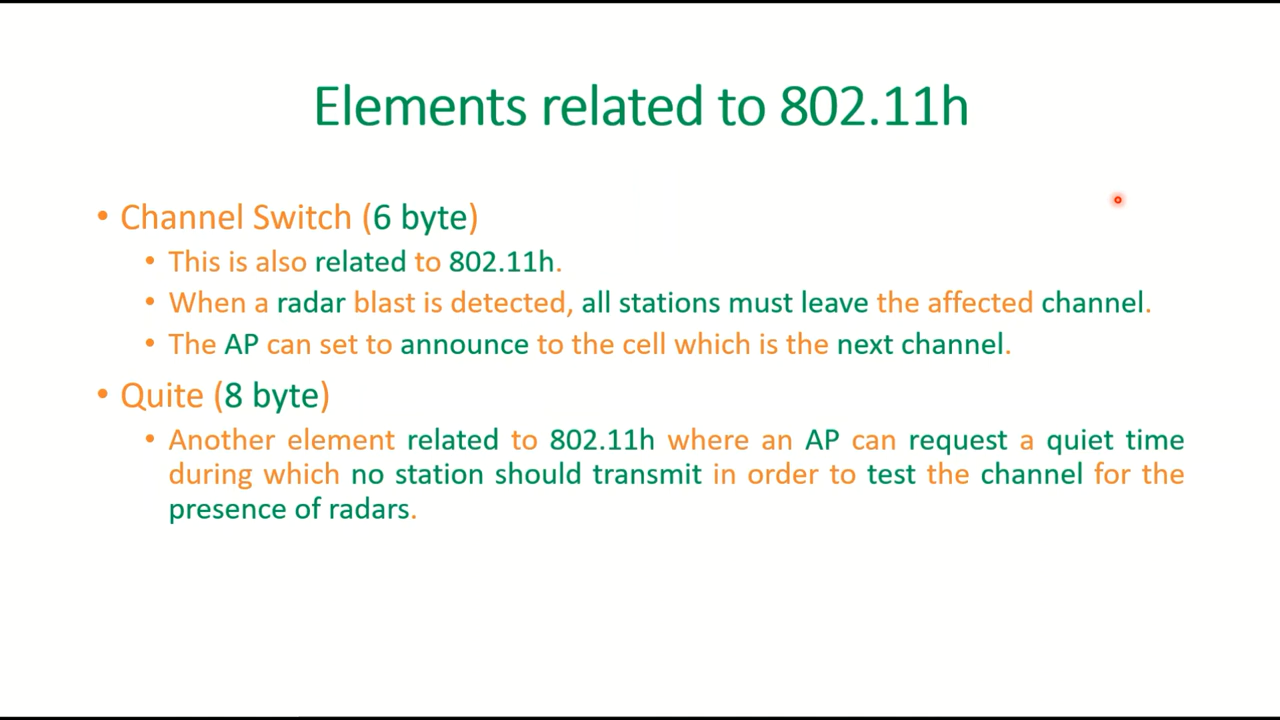 Elements related to 802.11h
• Channel Switch (6 byte)
• This is also related to 802.11h.
• When a radar blast is detected, all stations must leave the affected channel.
• The AP can set to announce to the cell which is the next channel.
• Quite (8 byte)
• Another element related to 802.11h where an AP can request a quiet time
during which no station should transmit in order to test the channel for the
presence of radars.